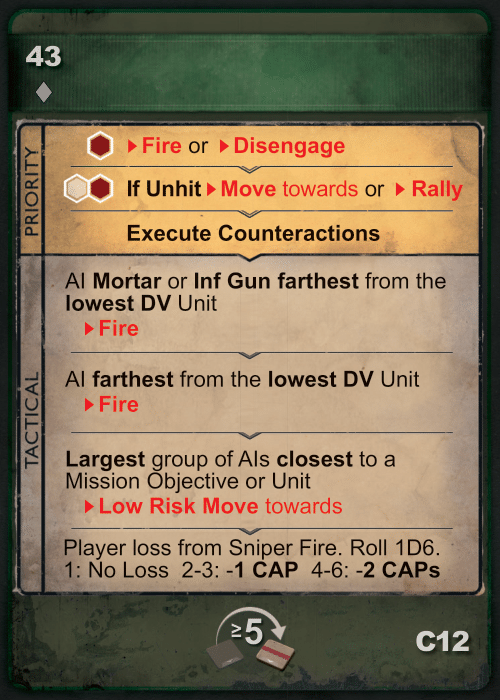 43
PRIORITY
Fire or Disengage
If Unhit Move towards or Rally
Execute Counteractions
TACTICAL
AI Mortar or Inf Gun farthest from the
lowest DV Unit
Fire
AI farthest from the lowest DV Unit
Fire
Largest group of AIs closest to a
Mission Objective or Unit
Low Risk Move towards
Player loss from Sniper Fire. Roll 1D6.
1: No Loss 2-3: -1 CAP 4-6: -2 CAPs
≥5
C12